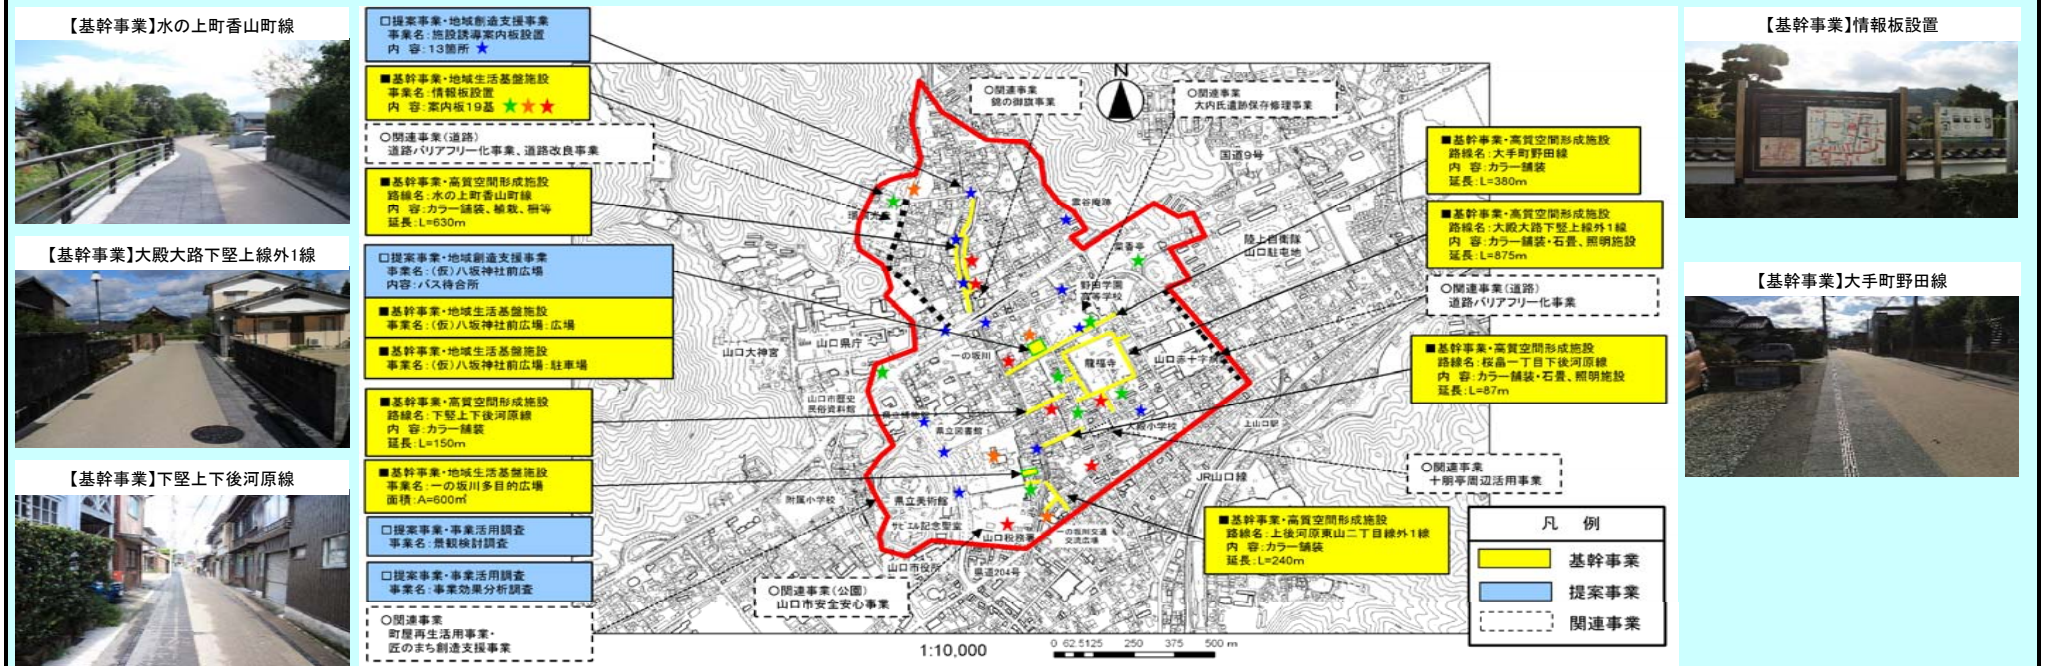 【基幹事業】水の上町香山町線
【基幹事業】大殿大路下竪上線外1線
【基幹事業】下竪上下後河原線
□提案事業・地域創造支援事業
事業名:施設誘導案内板設置
内 容:13箇所 ★
■基幹事業・地域生活基盤施設
事業名:情報板設置
内 容:案内板19基 ★★★
○関連事業(道路)
道路バリアフリー化事業、道路改良事業
■基幹事業・高質空間形成施設
路線名:水の上町香山町線
内 容:カラー舗装、植栽、柵等
延長:L=630m
□提案事業・地域創造支援事業
事業名:(仮)八坂神社前広場
内容:バス待合所
■基幹事業・地域生活基盤施設
事業名:(仮)八坂神社前広場:広場
■基幹事業・地域生活基盤施設
事業名:(仮)八坂神社前広場:駐車場
■基幹事業・高質空間形成施設
路線名:下竪上下後河原線
内 容:カラー舗装
延長:L=150m
■基幹事業・地域生活基盤施設
事業名:一の坂川多目的広場
面積:A=600㎡
□提案事業・事業活用調査
事業名:景観検討調査
□提案事業・事業活用調査
事業名:事業効果分析調査
○関連事業
町屋再生活用事業・
匠のまち創造支援事業
○関連事業
錦の御旗事業
N
○関連事業
大内氏遺跡保存修理事業
国道9号
雲谷庵跡
菜香亭
陸上自衛隊
山口駐屯地
野田学園
高等学校
山口大神宮
山口県庁
一の坂川
龍福寺
山口赤十字病院
山口市歴史
民俗資料館
県立博物館
県立図書館
大殿小学校
上山口駅
JR山口線
附属小学校
県立美術館
サビエル記念聖堂
山口税務署
一の坂川交通
交流広場
山口市役所
県道204号
○関連事業(公園)
山口市安全安心事業
1:10,000
0 62.5125 250 375 500 m
■基幹事業・高質空間形成施設
路線名:大手町野田線
内 容:カラー舗装
延長:L=380m
■基幹事業・高質空間形成施設
路線名:大殿大路下竪上線外1線
内 容:カラー舗装・石畳、照明施設
延長:L=875m
○関連事業(道路)
道路バリアフリー化事業
■基幹事業・高質空間形成施設
路線名:桜畠一丁目下後河原線
内 容:カラー舗装・石畳、照明施設
延長:L=87m
○関連事業
十朋亭周辺活用事業
■基幹事業・高質空間形成施設
路線名:上後河原東山二丁目線外1線
内 容:カラー舗装
延長:L=240m
凡 例
基幹事業
提案事業
関連事業
【基幹事業】情報板設置
【基幹事業】大手町野田線